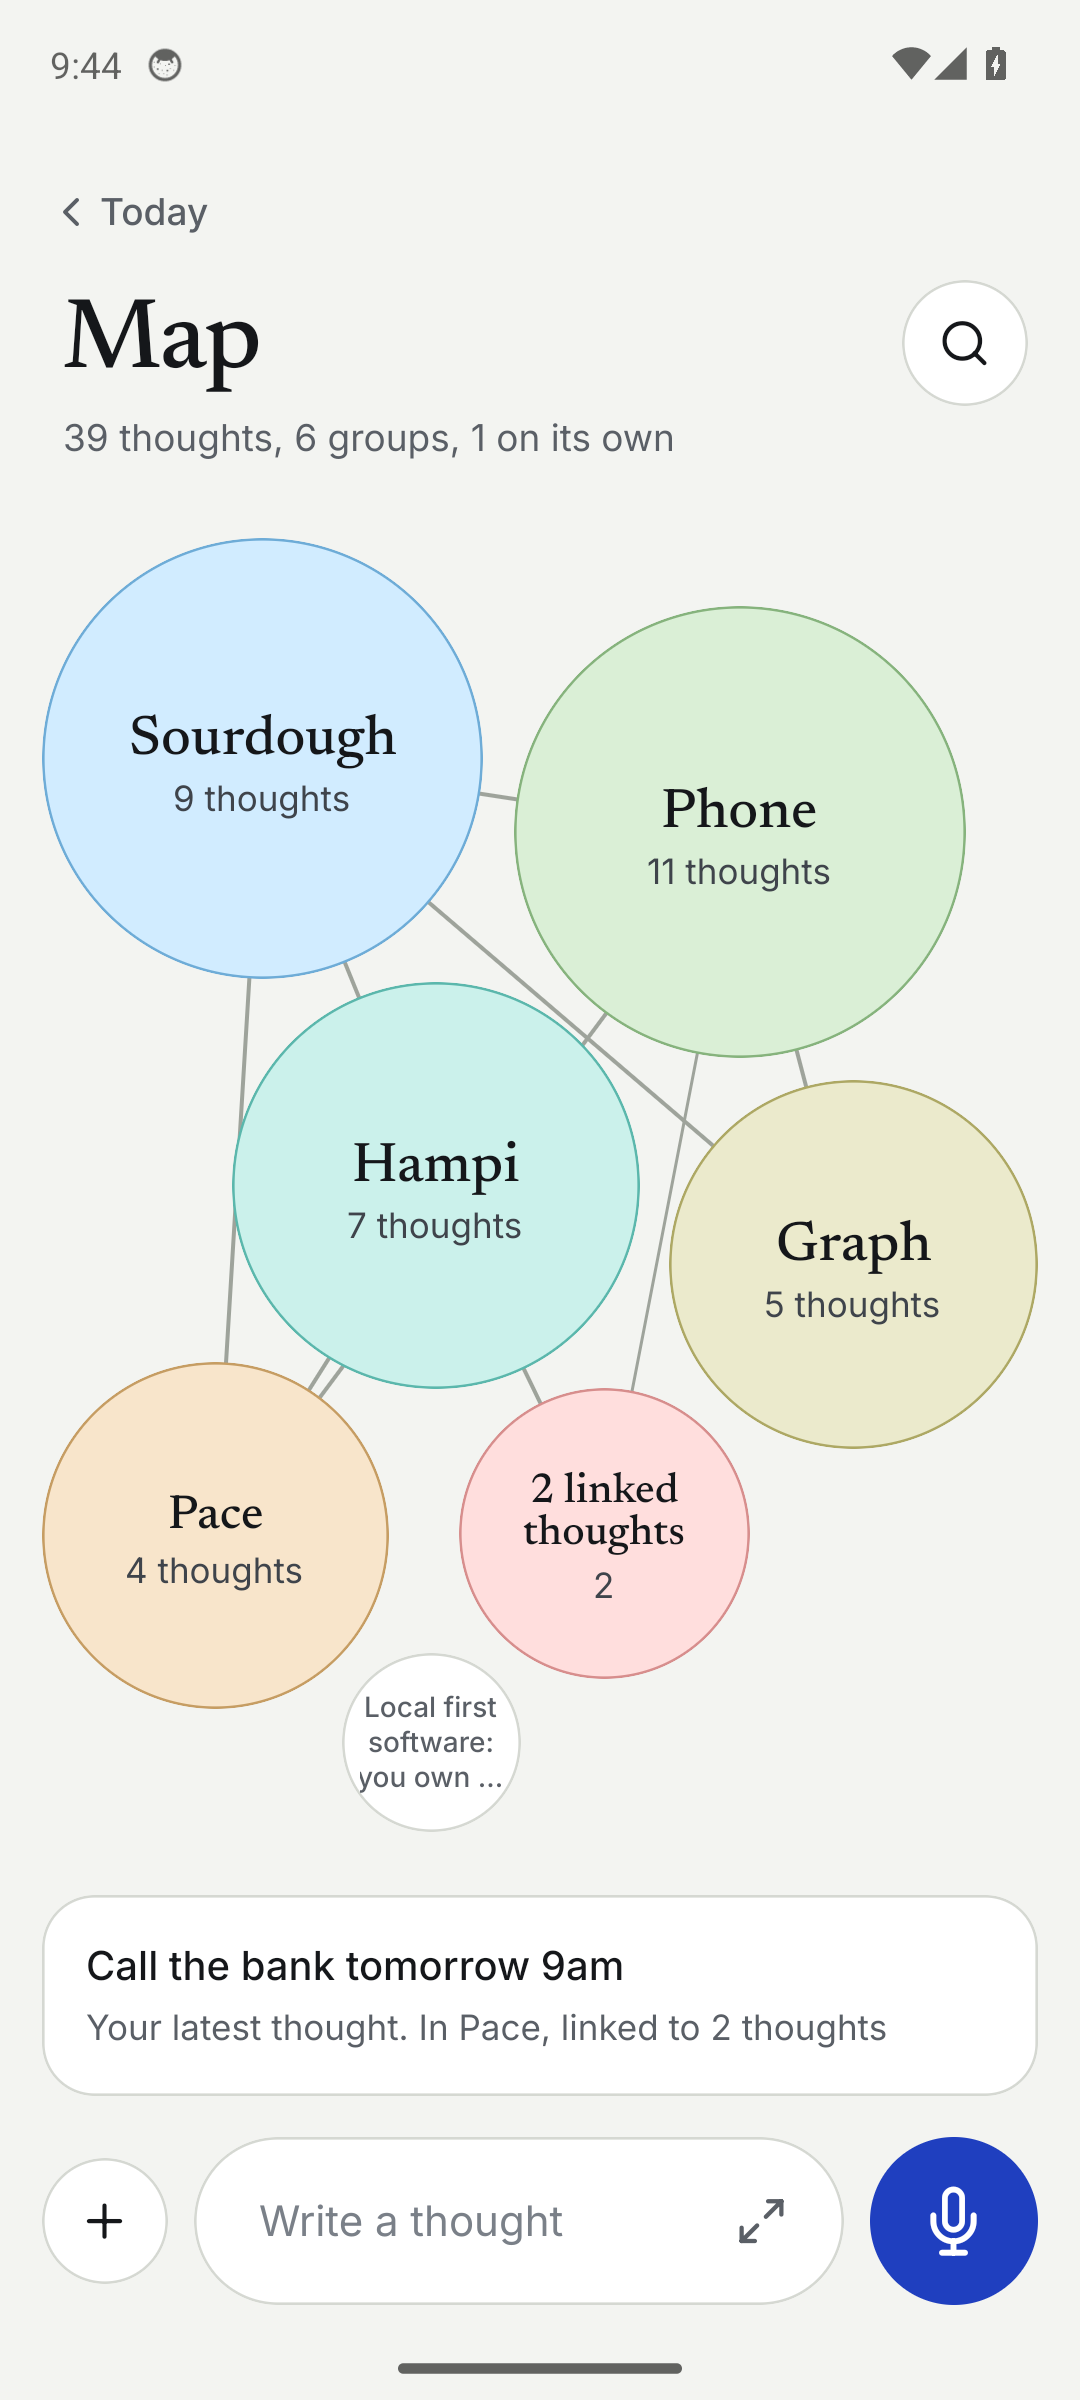 9:44
Today
Map
39 thoughts, 6 groups, 1 on its own
Sourdough
9 thoughts
Phone
11 thoughts
Hampi
7 thoughts
Graph
5 thoughts
Pace
4 thoughts
2 linked
thoughts
2
Local first
software:
you own ...
Call the bank tomorrow 9am
Your latest thought. In Pace, linked to 2 thoughts
Write a thought